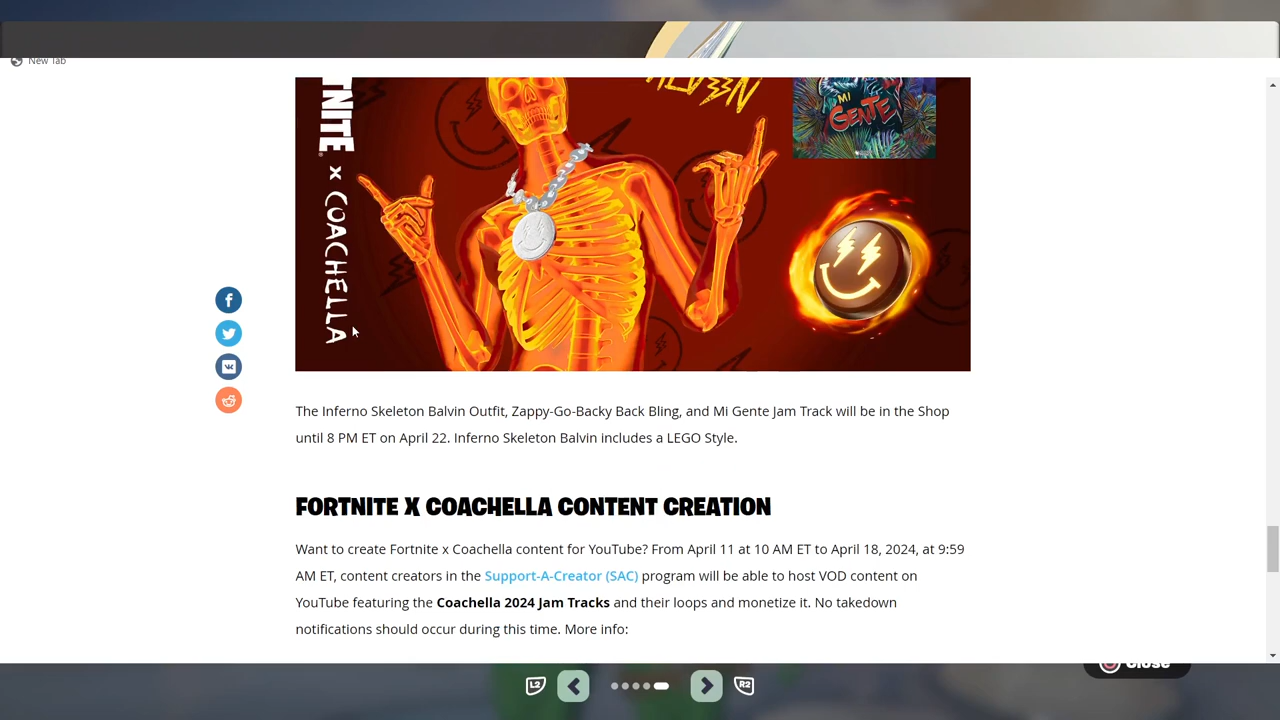 New Tab
TNITE x COACHELLA
MI
GENTE
The Inferno Skeleton Balvin Outfit, Zappy-Go-Backy Back Bling, and Mi Gente Jam Track will be in the Shop
until 8 PM ET on April 22. Inferno Skeleton Balvin includes a LEGO Style.
FORTNITE X COACHELLA CONTENT CREATION
Want to create Fortnite x Coachella content for YouTube? From April 11 at 10 AM ET to April 18, 2024, at 9:59
AM ET, content creators in the Support-A-Creator (SAC) program will be able to host VOD content on
YouTube featuring the Coachella 2024 Jam Tracks and their loops and monetize it. No takedown
notifications should occur during this time. More info:
Close
L2
R2